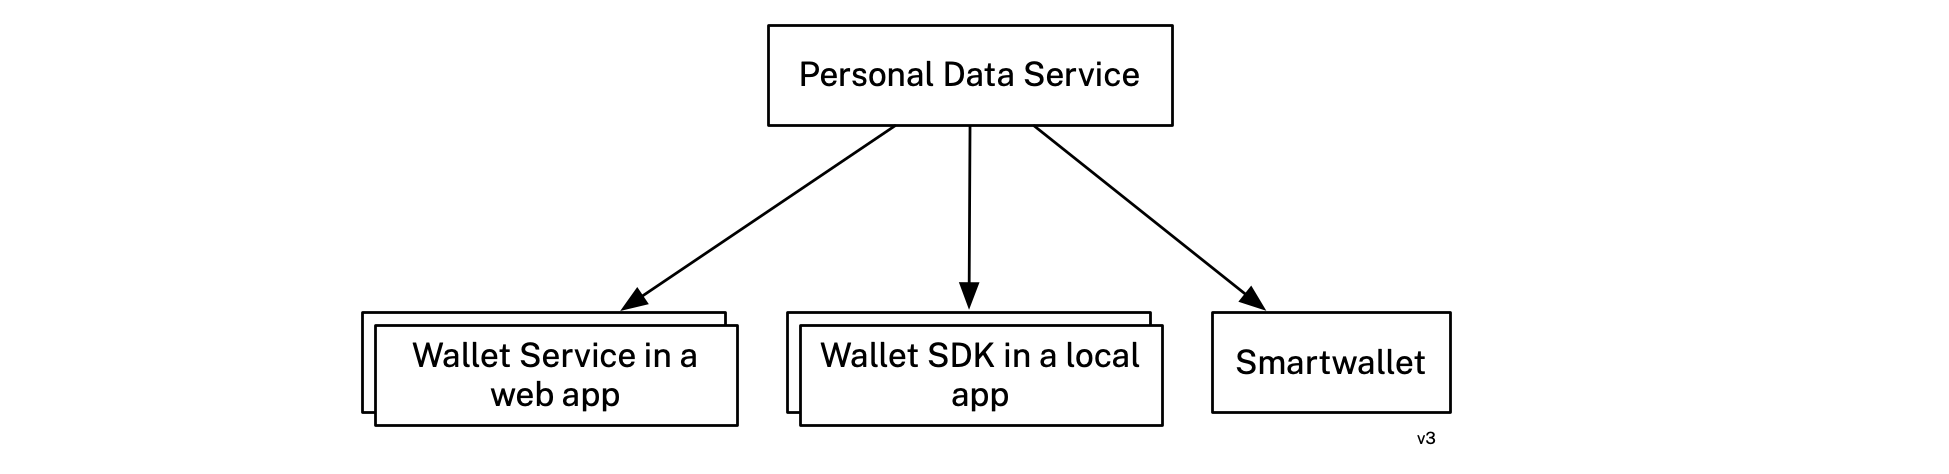 Personal Data Service
Wallet Service in a
web app
Wallet SDK in a local
app
Smartwallet
v3